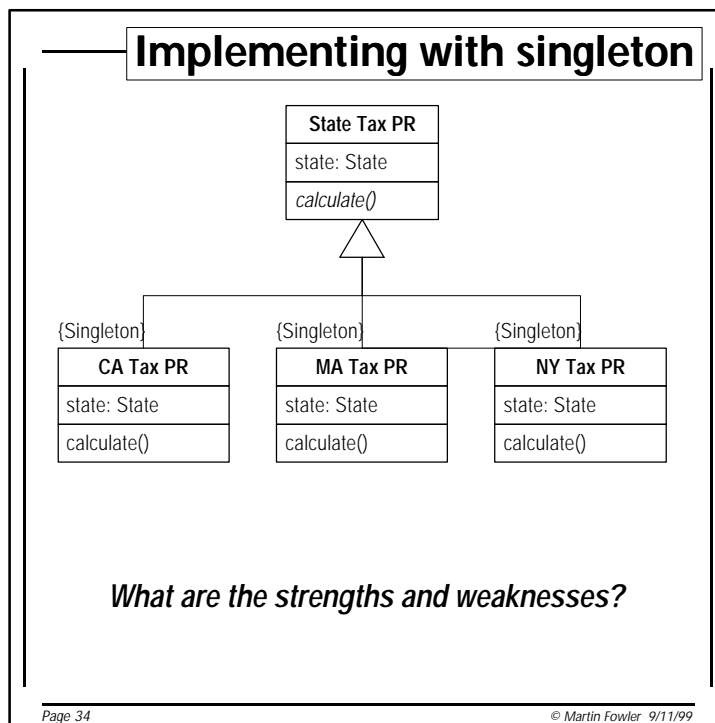 Implementing with singleton
State Tax PR
state: State
calculate()
{Singleton}
{Singleton}
{Singleton}
CA Tax PR
MA Tax PR
NY Tax PR
state: State
state: State
state: State
calculate()
calculate()
calculate()
What are the strengths and weaknesses?
Page 34
© Martin Fowler 9/11/99